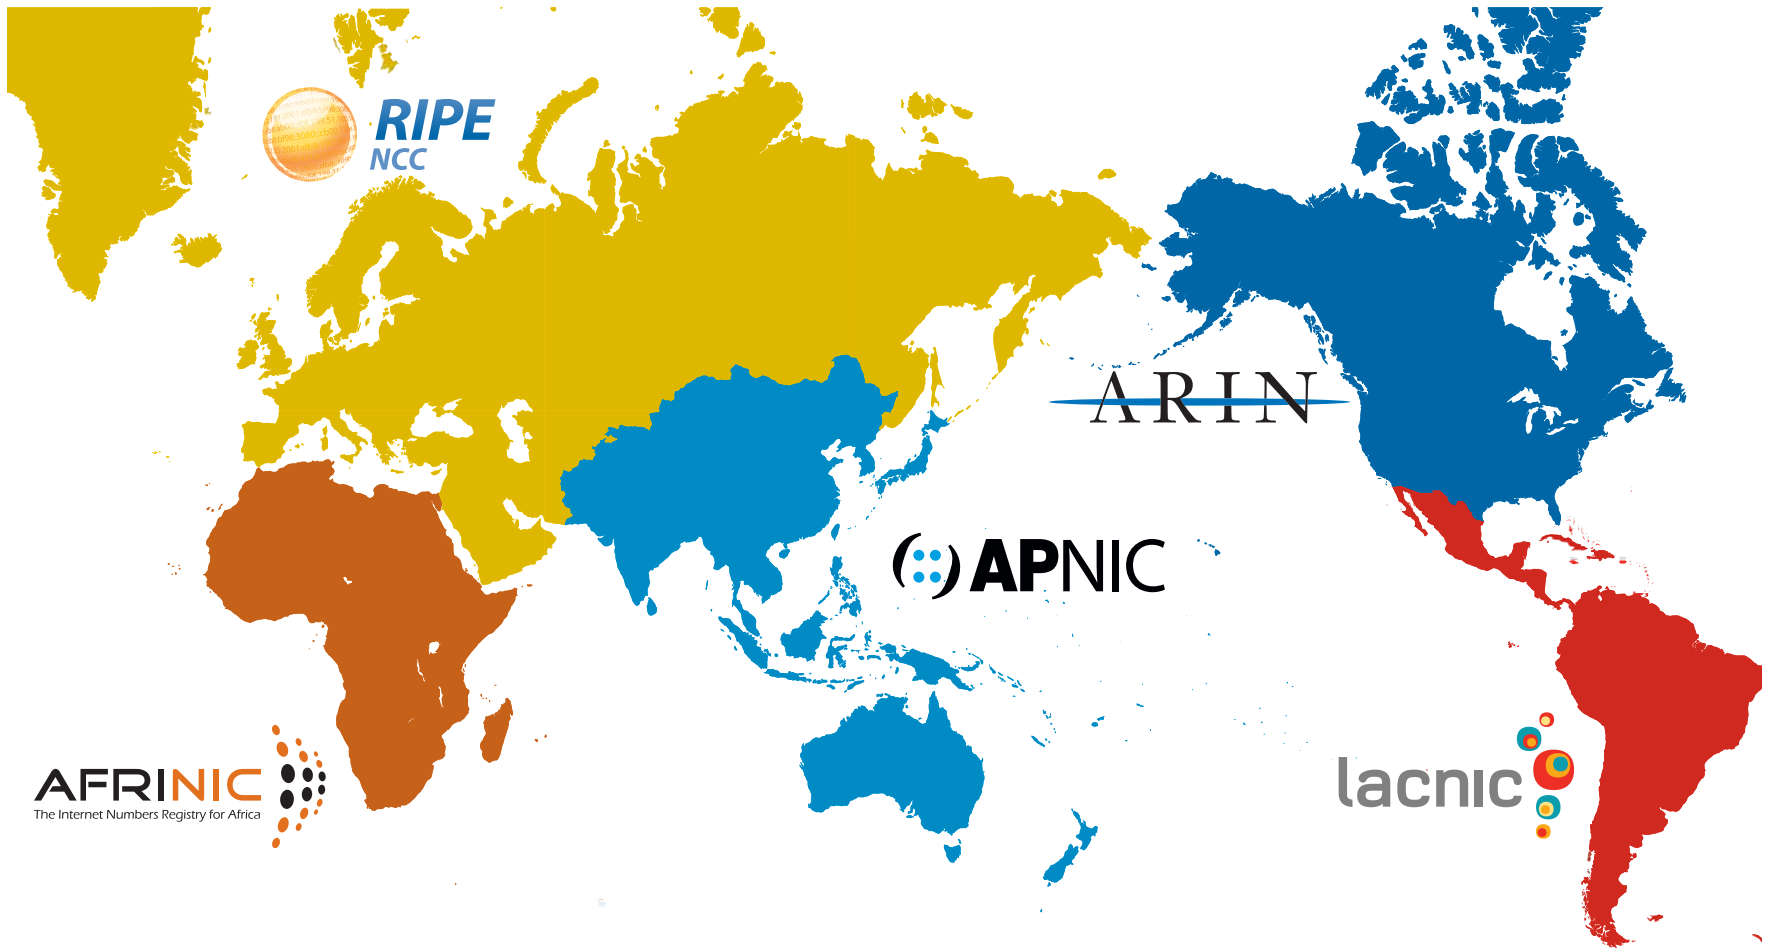 RIPE
NCC
ARIN
APNIC
AFRINIC
The Internet Numbers Registry for Africa
lacnic